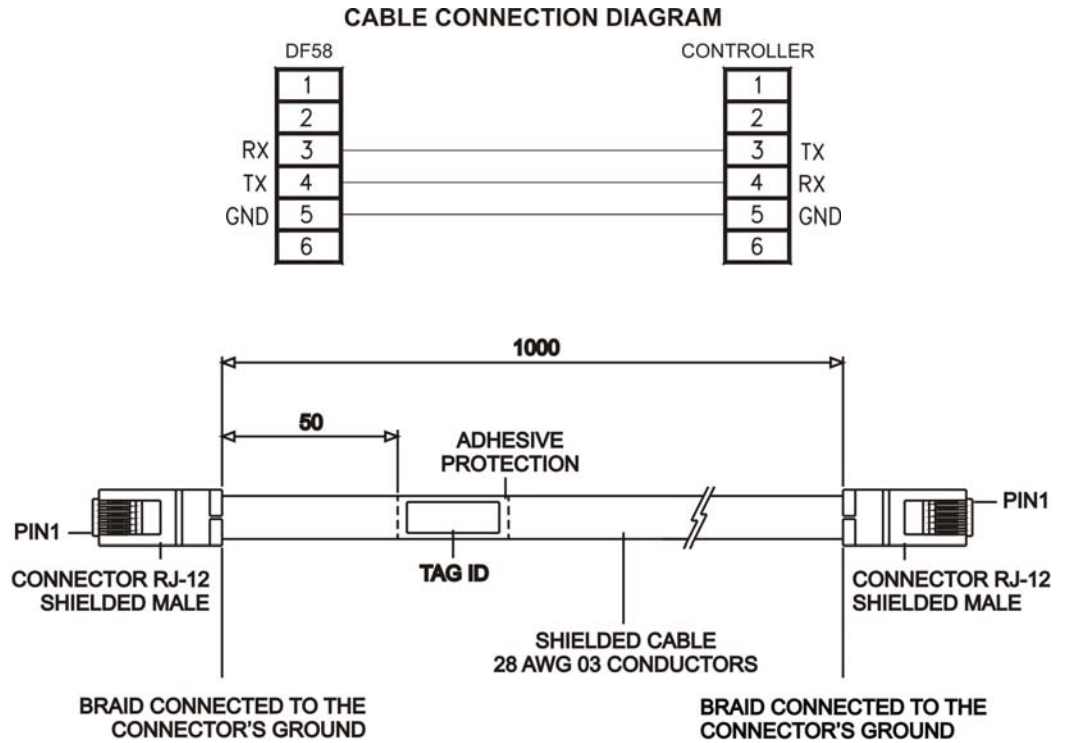 CABLE CONNECTION DIAGRAM
DF58
CONTROLLER
1
1
2
2
RX 3
3 TX
TX 4
4 RX
GND 5
5 GND
6
6
1000
50
ADHESIVE
PROTECTION
PIN1
PIN1
TAG ID
CONNECTOR RJ-12
SHIELDED MALE
CONNECTOR RJ-12
SHIELDED MALE
SHIELDED CABLE
28 AWG 03 CONDUCTORS
BRAID CONNECTED TO THE
CONNECTOR'S GROUND
BRAID CONNECTED TO THE
CONNECTOR'S GROUND